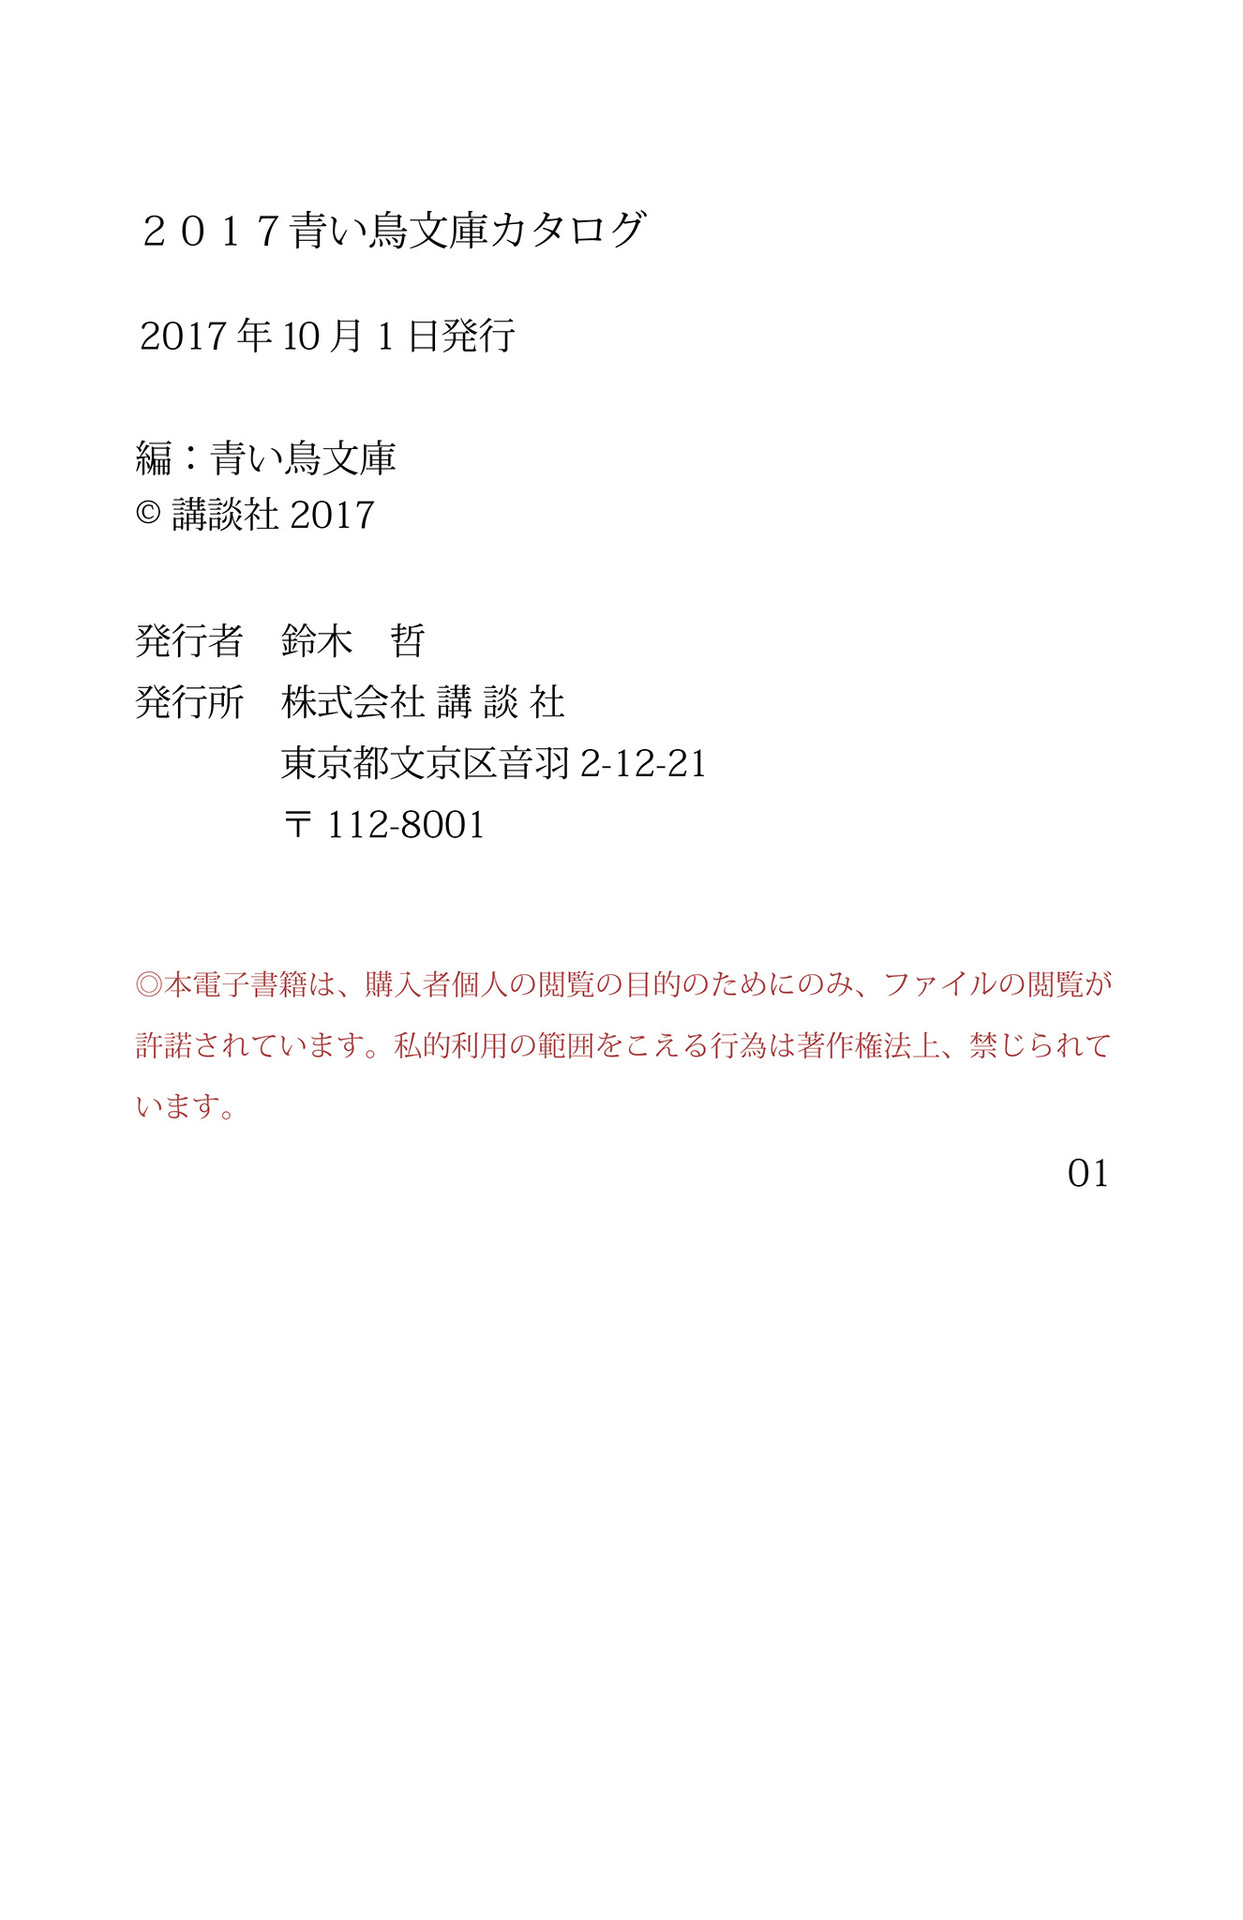 ２０１７青い鳥文庫カタログ
2017年10月1日発行
編：青い鳥文庫
©講談社2017
発行者　鈴木　哲
発行所　株式会社 講 談 社
東京都文京区音羽 2-12-21
〒 112-8001
◎本電子書籍は、購入者個人の閲覧の目的のためにのみ、ファイルの閲覧が
許諾されています。私的利用の範囲をこえる行為は著作権法上、禁じられて
います。
01